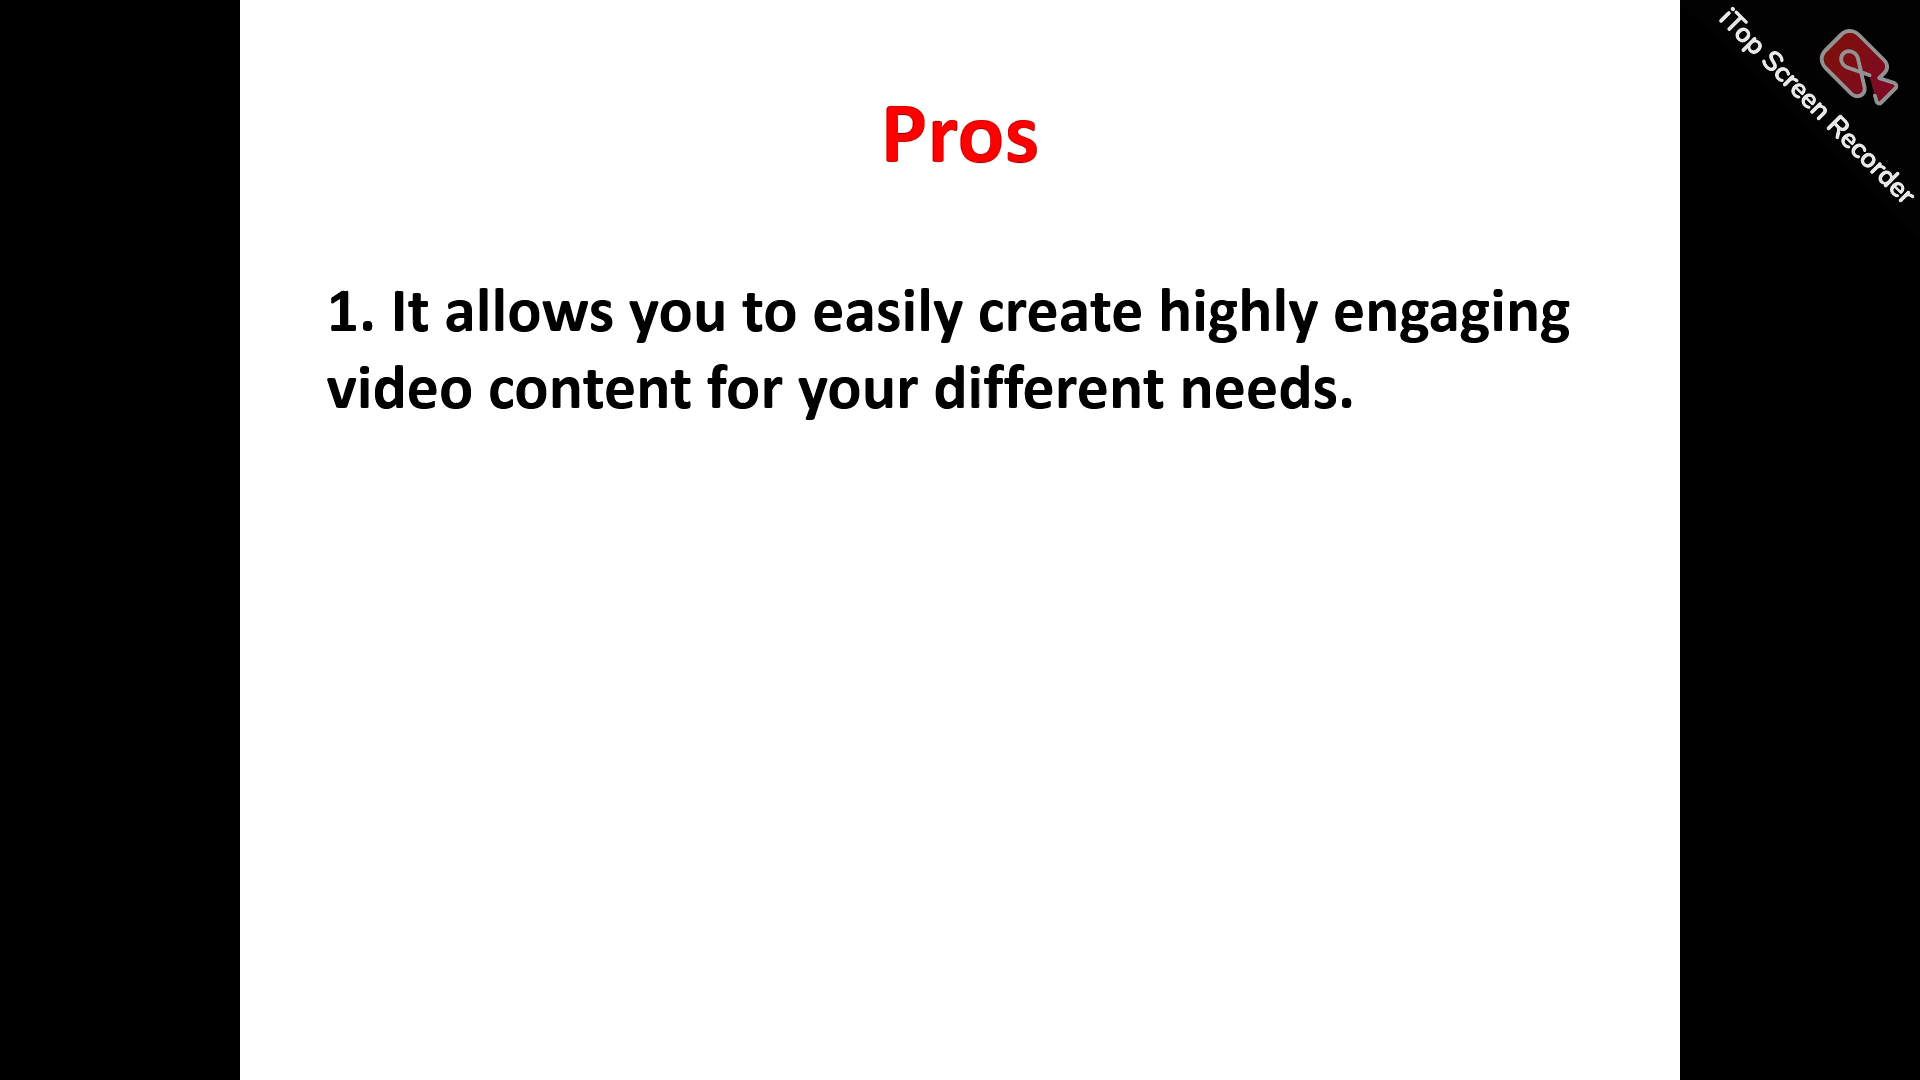 Pros
1. It allows you to easily create highly engaging
video content for your different needs.
iTop Screen Recorder